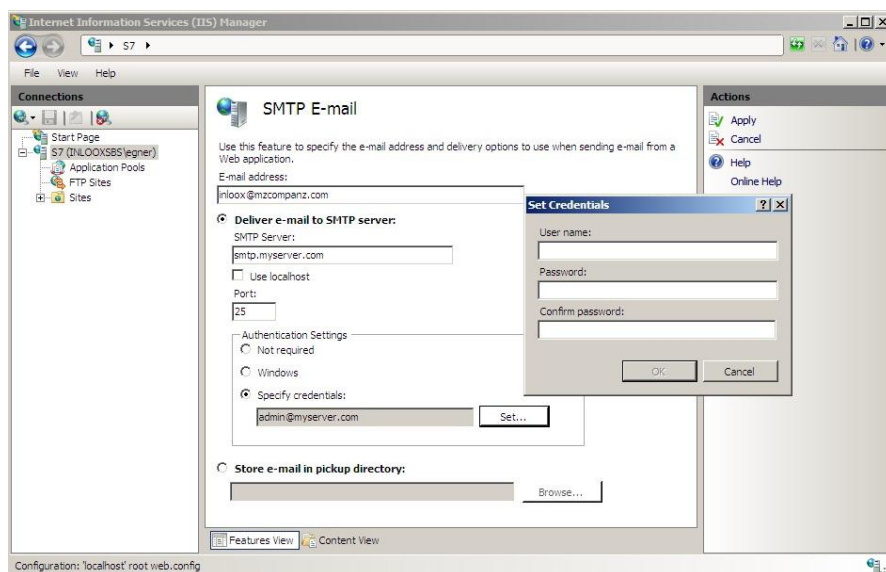 Internet Information Services (IIS) Manager
S7
File View Help
Connections
Start Page
S7 (INLOOXSBS\egner)
Application Pools
FTP Sites
Sites
SMTP E-mail
Use this feature to specify the e-mail address and delivery options to use when sending e-mail from a
Web application.
E-mail address:
inloox@mzcompanz.com
Deliver e-mail to SMTP server:
SMTP Server:
smtp.myserver.com
Use localhost
Port:
25
Authentication Settings
Not required
Windows
Specify credentials:
admin@myserver.com
Set...
Store e-mail in pickup directory:
Browse...
Features View Content View
Actions
Apply
Cancel
Help
Online Help
Set Credentials
User name:
Password:
Confirm password:
OK Cancel
Configuration: 'localhost' root web.config